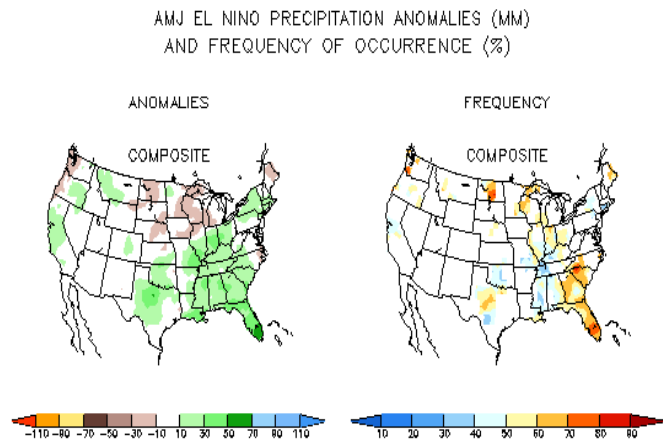 AMJ EL NINO PRECIPITATION ANOMALIES (MM)
AND FREQUENCY OF OCCURRENCE (%)
ANOMALIES
FREQUENCY
COMPOSITE
COMPOSITE
-110 -90 -70 -50 -30 -10 10 30 50 70 90 110
10 20 30 40 50 60 70 80 90